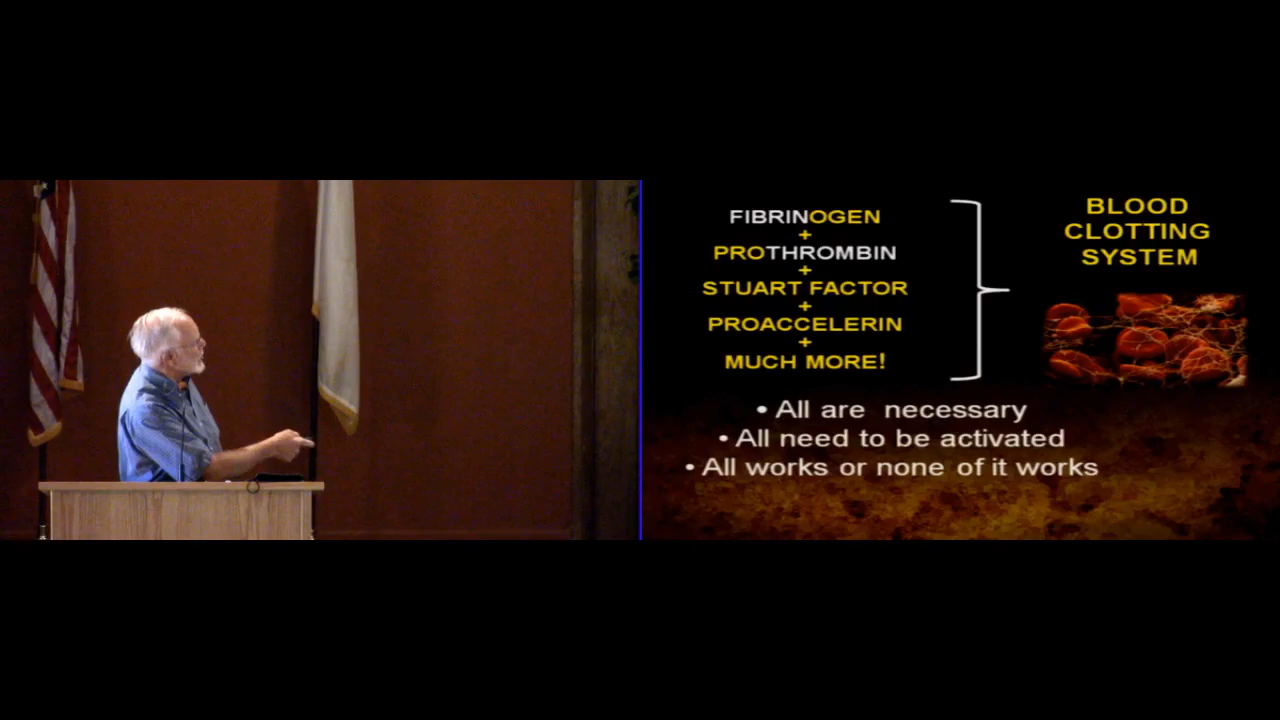 FIBRINOGEN
+
PROTHROMBIN
+
STUART FACTOR
+
PROACCELERIN
+
MUCH MORE!
BLOOD
CLOTTING
SYSTEM
• All are necessary
• All need to be activated
• All works or none of it works